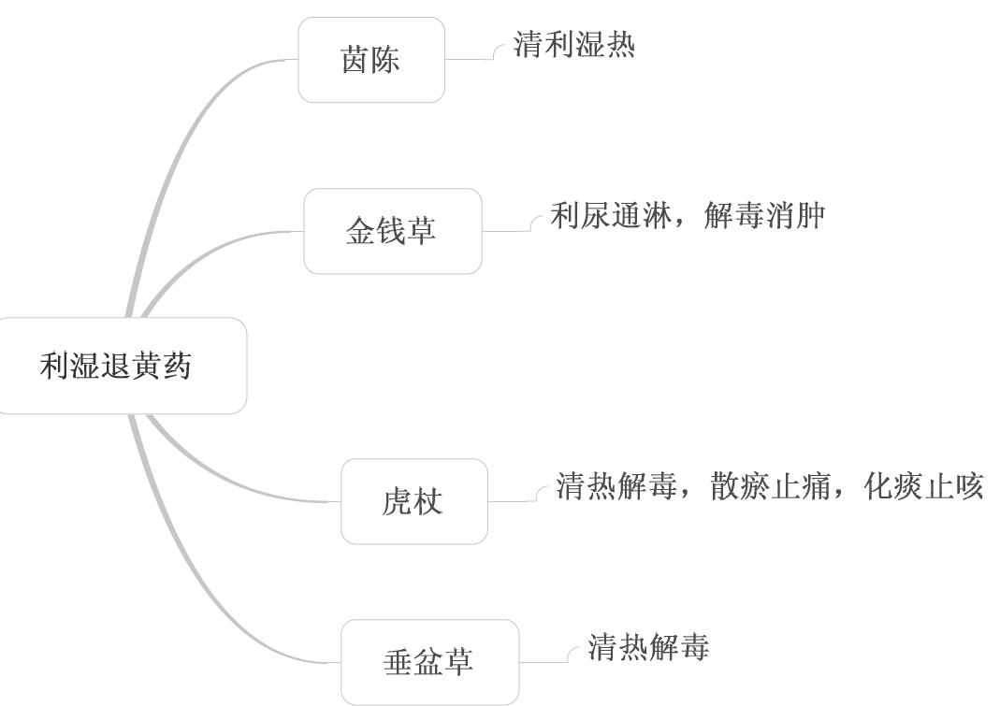 茵陈
清利湿热
金钱草
利尿通淋，解毒消肿
利湿退黄药
虎杖
清热解毒，散瘀止痛，化痰止咳
垂盆草
清热解毒